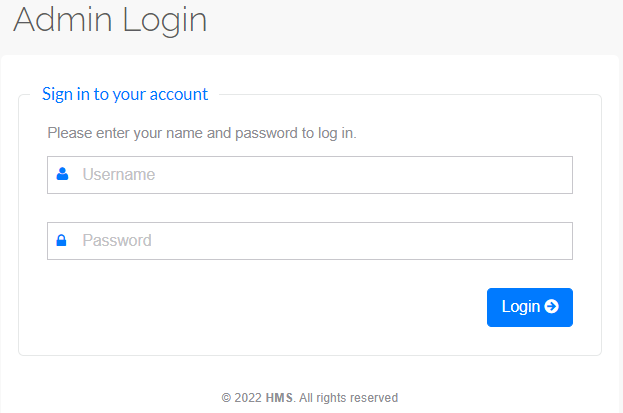 Admin Login
Sign in to your account
Please enter your name and password to log in.
Username
Password
Login
© 2022 HMS. All rights reserved